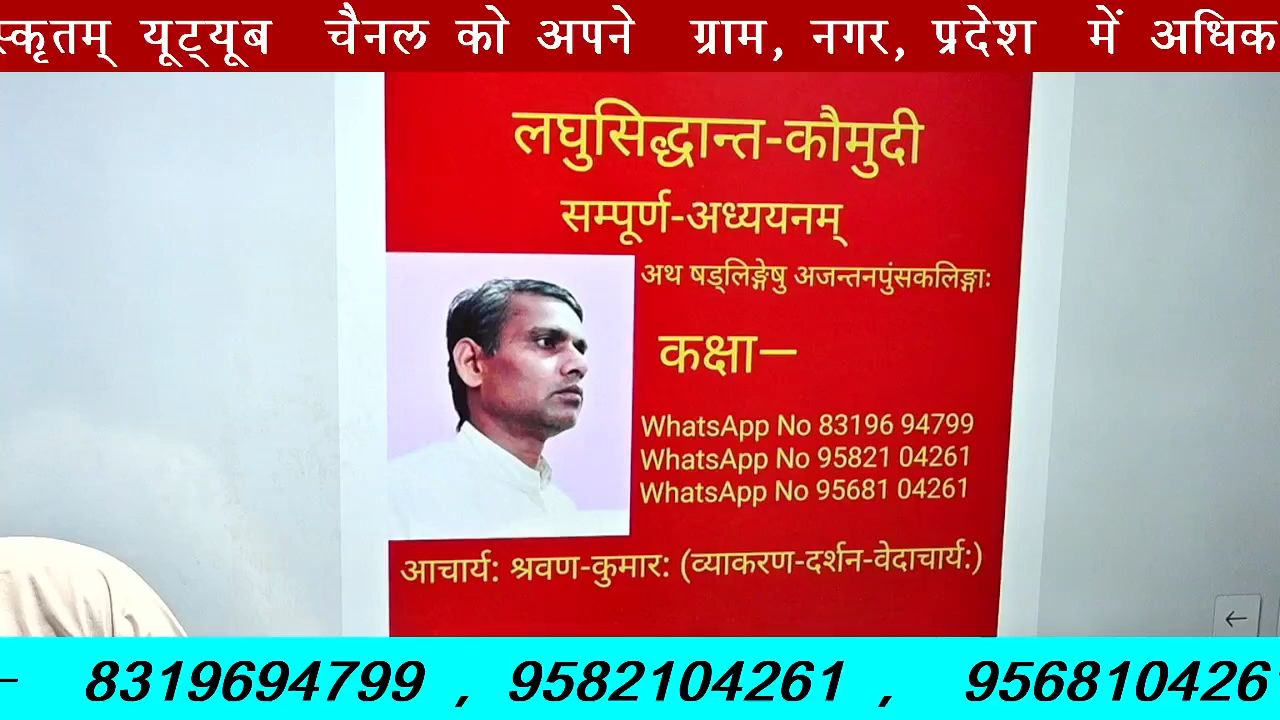 स्कृतम् यूट्यूब चैनल को अपने ग्राम, नगर, प्रदेश में अधिक
लघुसिद्धान्त-कौमुदी
सम्पूर्ण-अध्ययनम्
अथ षड्लिङ्गेषु अजन्तनपुंसकलिङ्गाः
कक्षा–
WhatsApp No 83196 94799
WhatsApp No 95821 04261
WhatsApp No 95681 04261
आचार्य: श्रवण-कुमार: (व्याकरण-दर्शन-वेदाचार्य:)
– 8319694799 , 9582104261 , 956810426